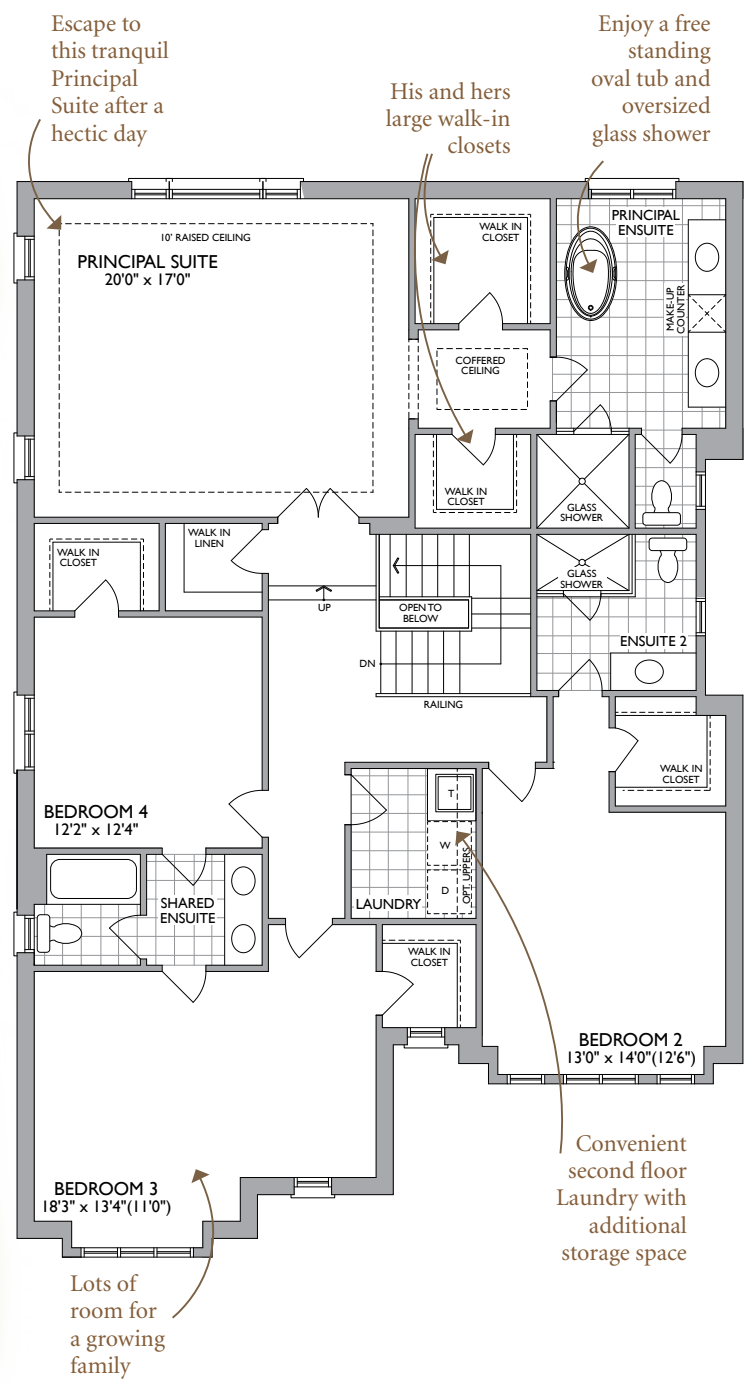 Escape to
this tranquil
Principal
Suite after a
hectic day
His and hers
large walk-in
closets
Enjoy a free
standing
oval tub and
oversized
glass shower
10' RAISED CEILING
PRINCIPAL SUITE
20'0" x 17'0"
WALK IN
CLOSET
PRINCIPAL
ENSUITE
MAKE-UP
COUNTER
COFFERED
CEILING
WALK IN
CLOSET
GLASS
SHOWER
WALK IN
CLOSET
WALK IN
LINEN
UP
OPEN TO
BELOW
DN
RAILING
GLASS
SHOWER
ENSUITE 2
WALK IN
CLOSET
BEDROOM 4
12'2" x 12'4"
T
W
D
OPT. UPPERS
LAUNDRY
SHARED
ENSUITE
WALK IN
CLOSET
BEDROOM 2
13'0" x 14'0"(12'6")
BEDROOM 3
18'3" x 13'4"(11'0")
Convenient
second floor
Laundry with
additional
storage space
Lots of
room for
a growing
family